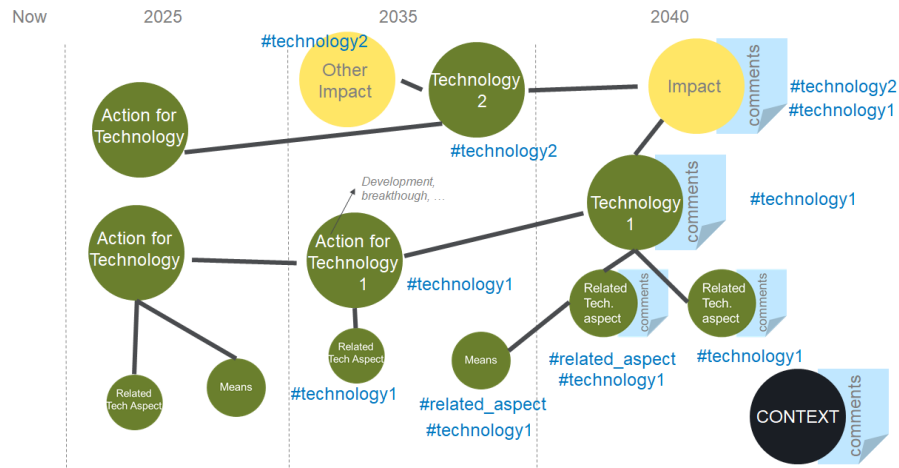 Now
2025
2035
2040
#technology2
Other
Impact
Technology
2
Impact
comments
#technology2
#technology1
Action for
Technology
#technology2
Development,
breakthrough, …
Technology
1
comments
#technology1
Action for
Technology
Action for
Technology
1
#technology1
Related
Tech.
aspect
comments
Related
Tech.
aspect
comments
Related
Tech Aspect
Means
#related_aspect
#technology1
#technology1
Related
Tech Aspect
Means
#technology1
#related_aspect
#technology1
CONTEXT
comments